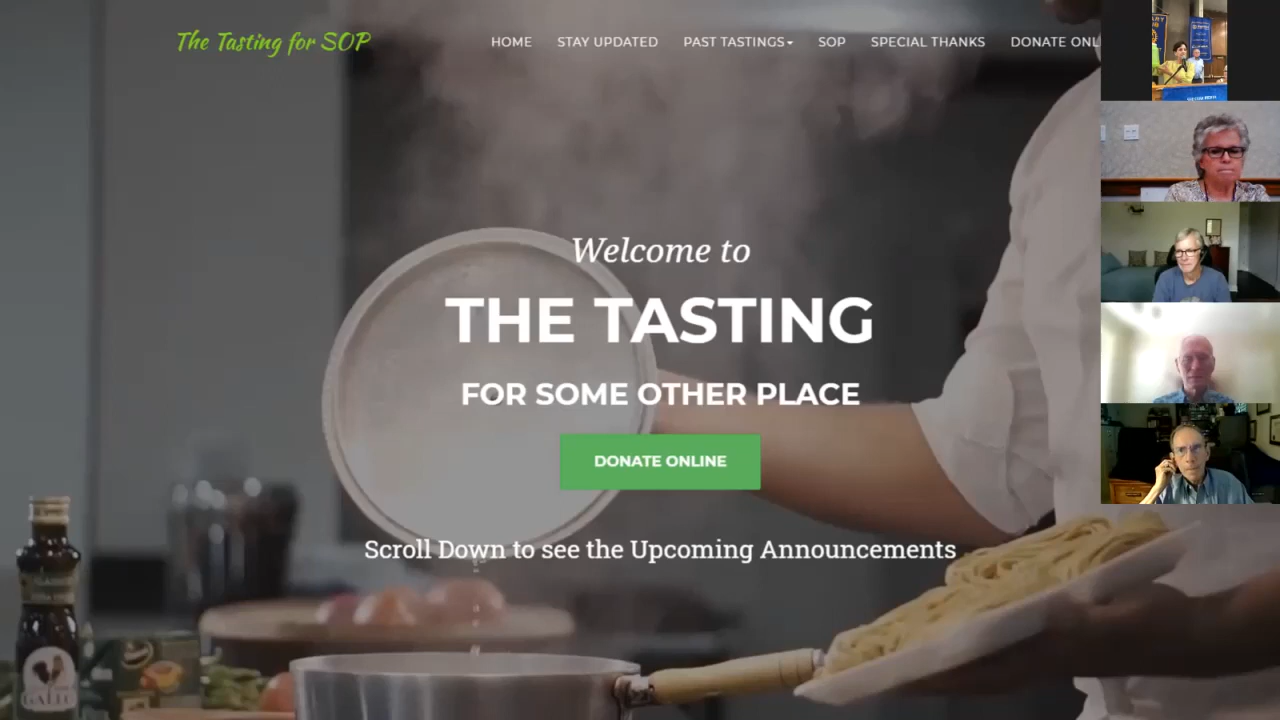 The Tasting for SOP
HOME STAY UPDATED PAST TASTINGS SOP SPECIAL THANKS DONATE ONL
Welcome to
THE TASTING
FOR SOME OTHER PLACE
DONATE ONLINE
Scroll Down to see the Upcoming Announcements
GALLO